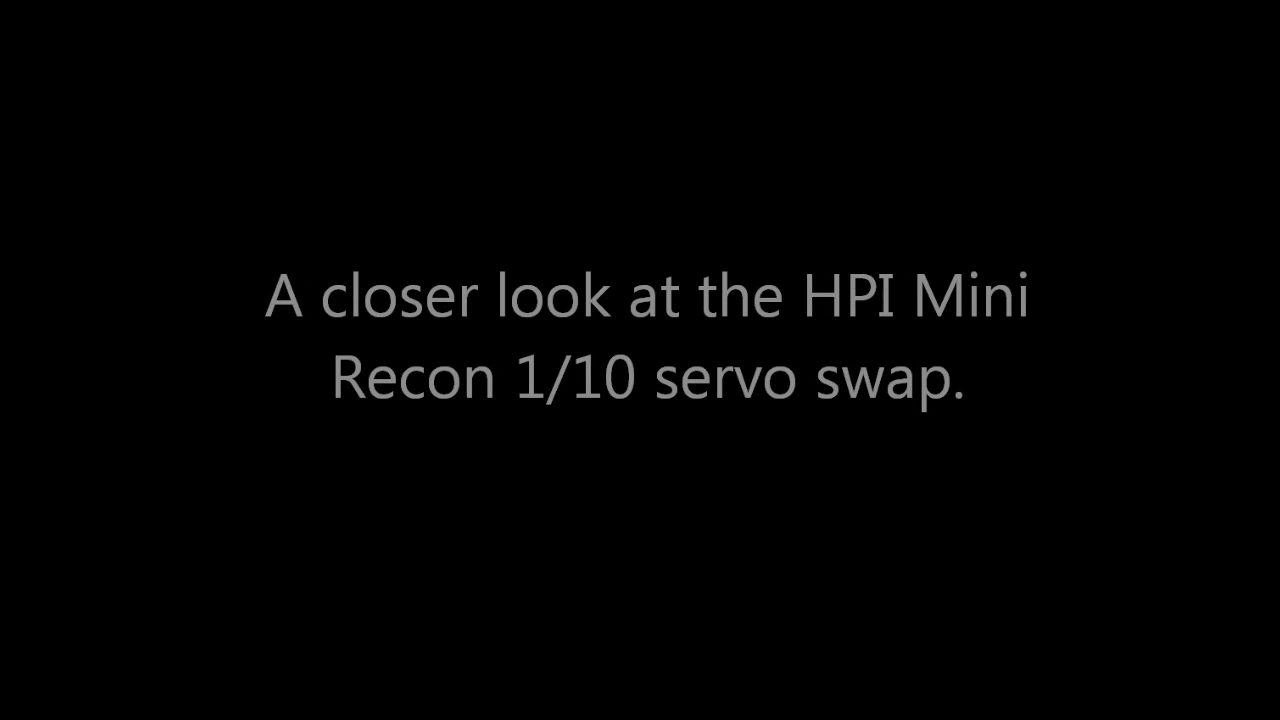 A closer look at the HPI Mini
Recon 1/10 servo swap.